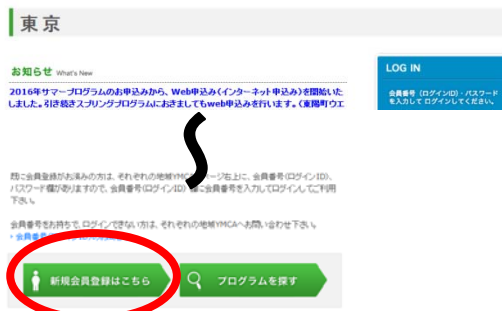 東京
お知らせ What's New
2016年サマープログラムのお申込みから、Web申込み(インターネット申込み)を開始いた
しました。引き続きスプリングプログラムにおきましてもweb申込みを行います。(東陽町ウエ
LOG IN
会員番号 (ログインID)・パスワード
を入力して ログインしてください。
既に会員登録がお済みの方は、それぞれの地域YMCA ージ右上に、会員番号(ログインID)、
パスワード欄がありますので、会員番号(ログインID) に会員番号を入力してログインしてご利用
下さい。
会員番号をお持ちで、ログインできない方は、それぞれの地域YMCAへお問い合わせ下さい。
会員番号
新規会員登録はこちら
プログラムを探す